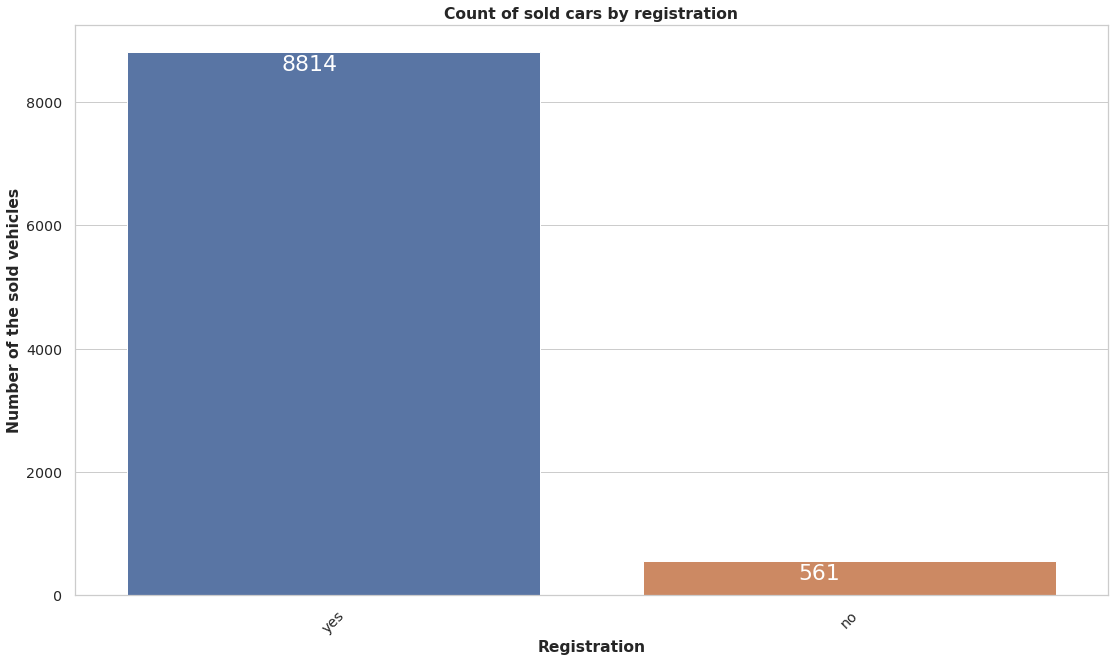 Count of sold cars by registration
Number of the sold vehicles
8000
6000
4000
2000
0
8814
561
yes
no
Registration